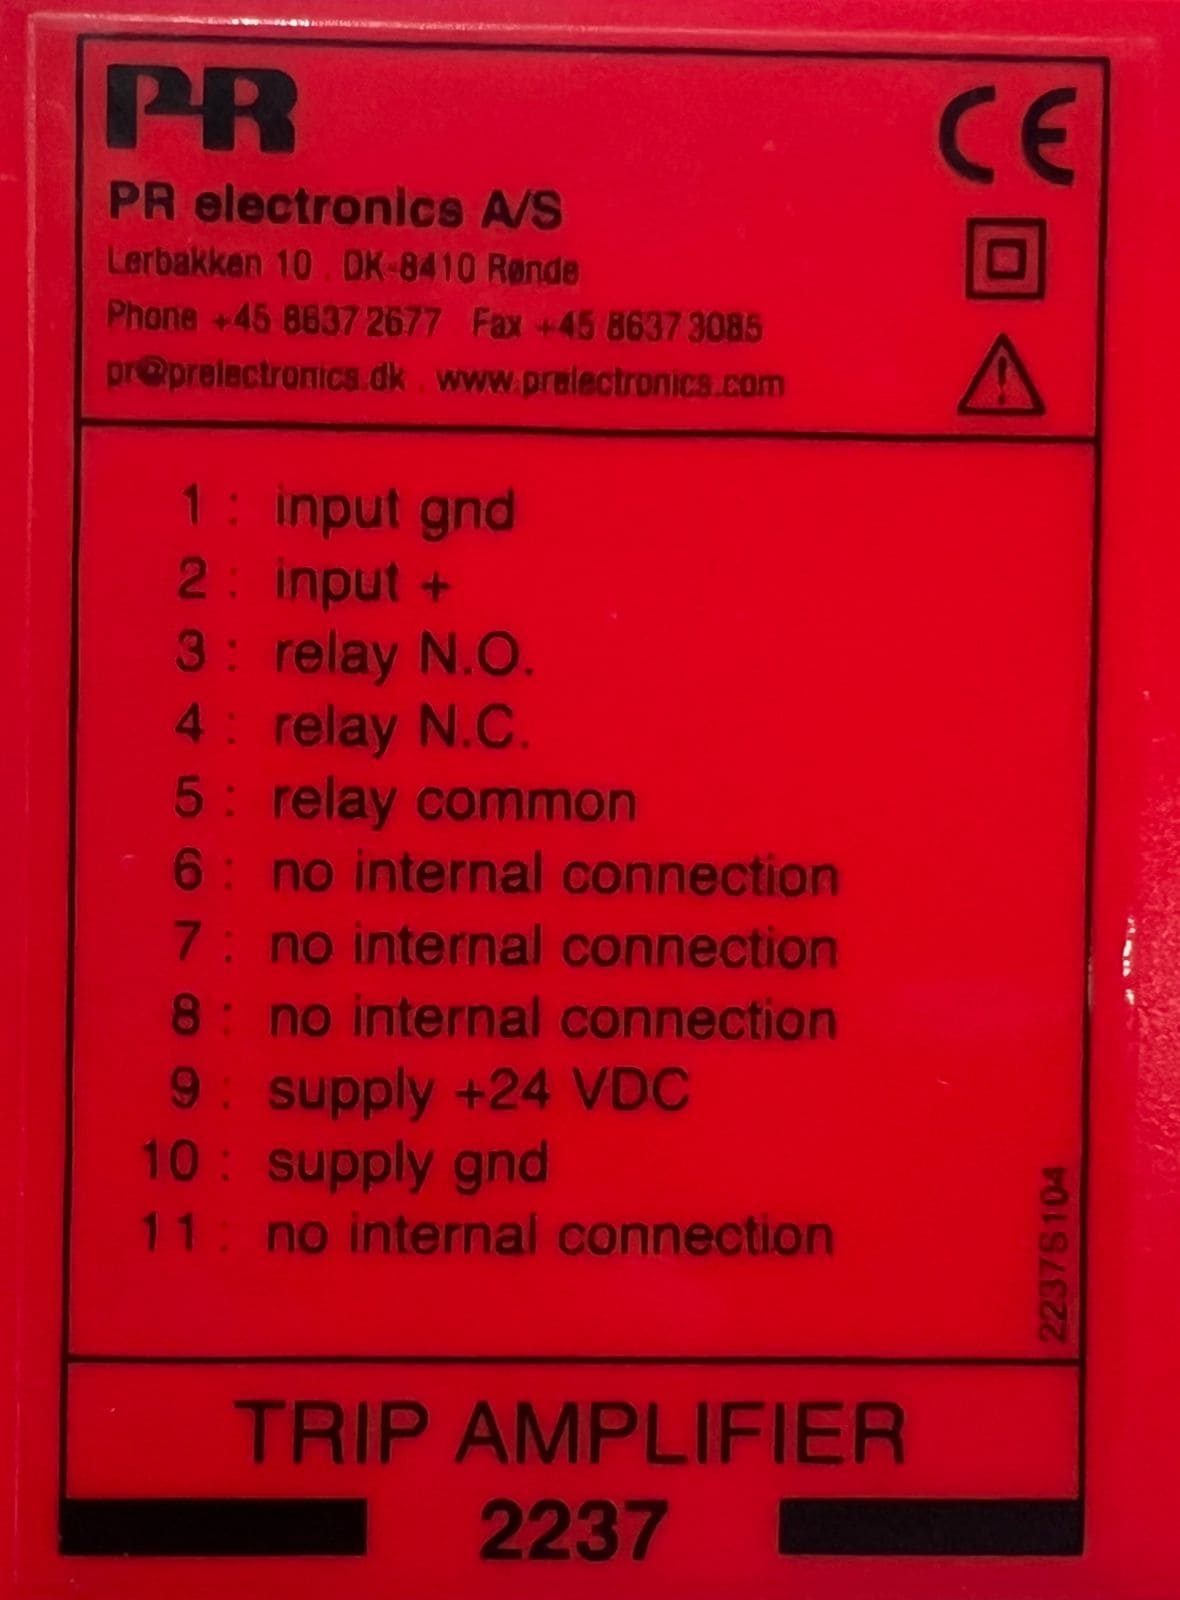 PR
CE
PR electronics A/S
Lerbakken 10 . DK-8410 Rønde
Phone +45 8637 2677 Fax +45 8637 3085
pr@prelectronics.dk . www.prelectronics.com
1 : input gnd
2 : input +
3 : relay N.O.
4 : relay N.C.
5 : relay common
6 : no internal connection
7 : no internal connection
8 : no internal connection
9 : supply +24 VDC
10 : supply gnd
11 : no internal connection
2237S104
TRIP AMPLIFIER
2237